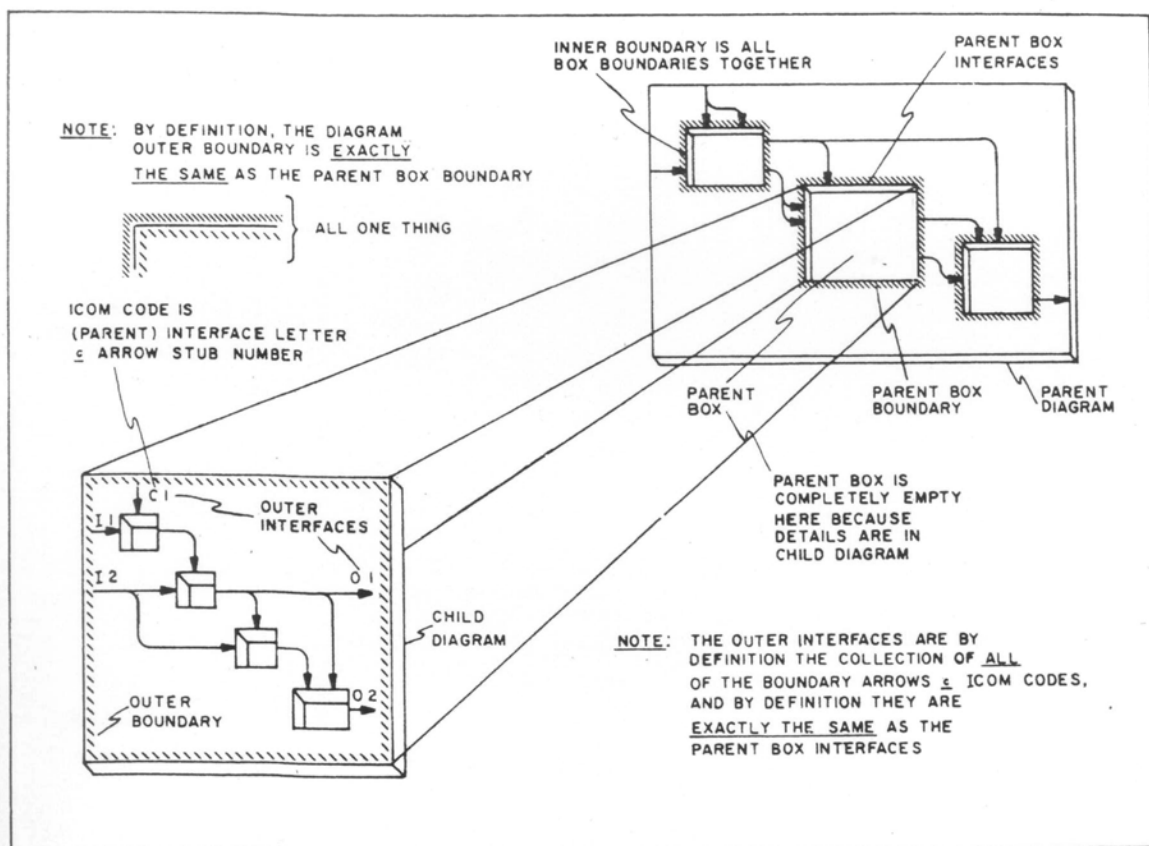 INNER BOUNDARY IS ALL
BOX BOUNDARIES TOGETHER
PARENT BOX
INTERFACES
NOTE: BY DEFINITION, THE DIAGRAM
OUTER BOUNDARY IS EXACTLY
THE SAME AS THE PARENT BOX BOUNDARY
ALL ONE THING
ICOM CODE IS
(PARENT) INTERFACE LETTER
c ARROW STUB NUMBER
PARENT
BOX
PARENT BOX
BOUNDARY
PARENT
DIAGRAM
PARENT BOX IS
COMPLETELY EMPTY
HERE BECAUSE
DETAILS ARE IN
CHILD DIAGRAM
C1
OUTER
INTERFACES
I1
I2
O1
CHILD
DIAGRAM
O2
OUTER
BOUNDARY
NOTE: THE OUTER INTERFACES ARE BY
DEFINITION THE COLLECTION OF ALL
OF THE BOUNDARY ARROWS c ICOM CODES,
AND BY DEFINITION THEY ARE
EXACTLY THE SAME AS THE
PARENT BOX INTERFACES